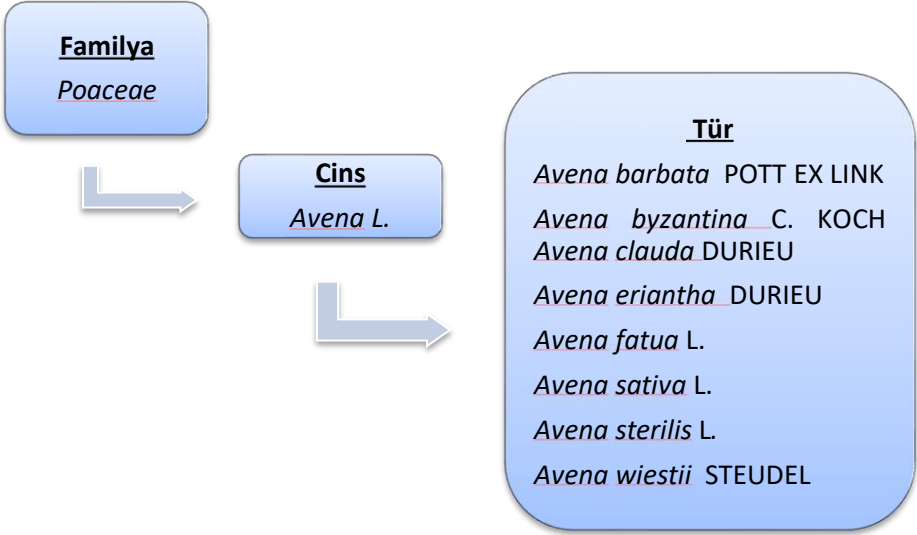 Familya
Poaceae
Cins
Avena L.
Tür
Avena barbata POTT EX LINK
Avena byzantina C. KOCH
Avena clauda DURIEU
Avena eriantha DURIEU
Avena fatua L.
Avena sativa L.
Avena sterilis L.
Avena wiestii STEUDEL